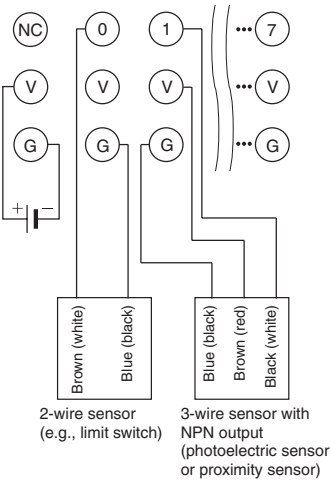 NC 0 1 ••• 7
V V V ••• V
G G G ••• G
+ −
Brown (white)
Blue (black)
Blue (black)
Brown (red)
Black (white)
2-wire sensor
(e.g., limit switch)
3-wire sensor with
NPN output
(photoelectric sensor
or proximity sensor)